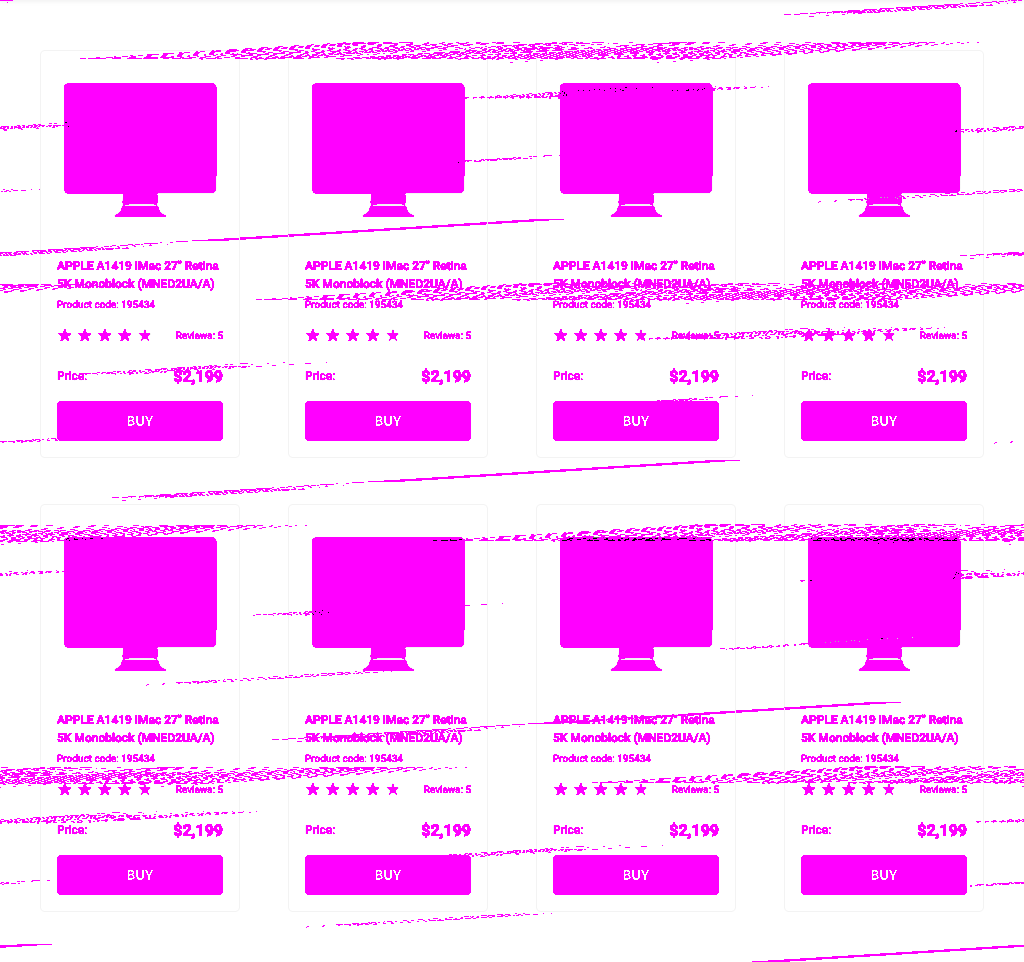 APPLE A1419 iMac 27" Retina
5K Monoblock (MNED2UA/A)
Product code: 195434
Reviews: 5
Price:
$2,199
BUY
APPLE A1419 iMac 27" Retina
5K Monoblock (MNED2UA/A)
Product code: 195434
Reviews: 5
Price:
$2,199
BUY
APPLE A1419 iMac 27" Retina
5K Monoblock (MNED2UA/A)
Product code: 195434
Reviews: 5
Price:
$2,199
BUY
APPLE A1419 iMac 27" Retina
5K Monoblock (MNED2UA/A)
Product code: 195434
Reviews: 5
Price:
$2,199
BUY
APPLE A1419 iMac 27" Retina
5K Monoblock (MNED2UA/A)
Product code: 195434
Reviews: 5
Price:
$2,199
BUY
APPLE A1419 iMac 27" Retina
5K Monoblock (MNED2UA/A)
Product code: 195434
Reviews: 5
Price:
$2,199
BUY
APPLE A1419 iMac 27" Retina
5K Monoblock (MNED2UA/A)
Product code: 195434
Reviews: 5
Price:
$2,199
BUY
APPLE A1419 iMac 27" Retina
5K Monoblock (MNED2UA/A)
Product code: 195434
Reviews: 5
Price:
$2,199
BUY